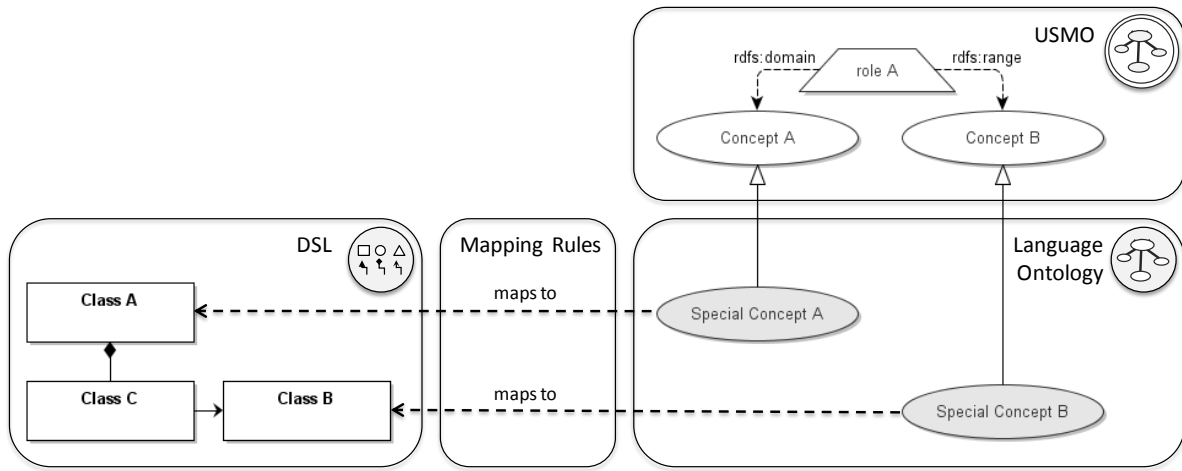 USMO
rdfs:domain
role A
rdfs:range
Concept A
Concept B
DSL
Mapping Rules
Language
Ontology
Class A
maps to
Special Concept A
Class C
Class B
maps to
Special Concept B